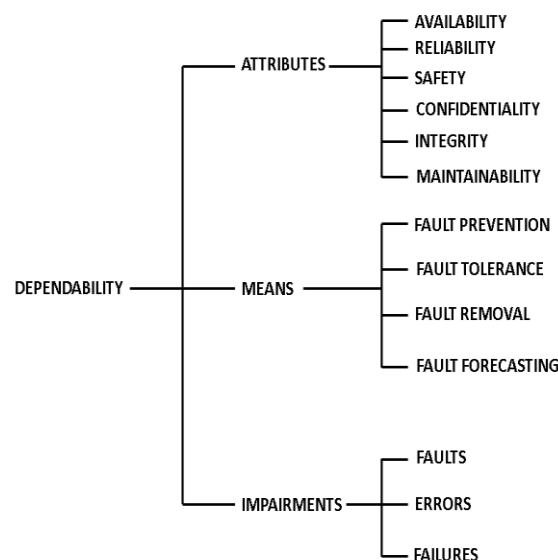 AVAILABILITY
RELIABILITY
ATTRIBUTES
SAFETY
CONFIDENTIALITY
INTEGRITY
MAINTAINABILITY
FAULT PREVENTION
FAULT TOLERANCE
DEPENDABILITY
MEANS
FAULT REMOVAL
FAULT FORECASTING
FAULTS
IMPAIRMENTS
ERRORS
FAILURES